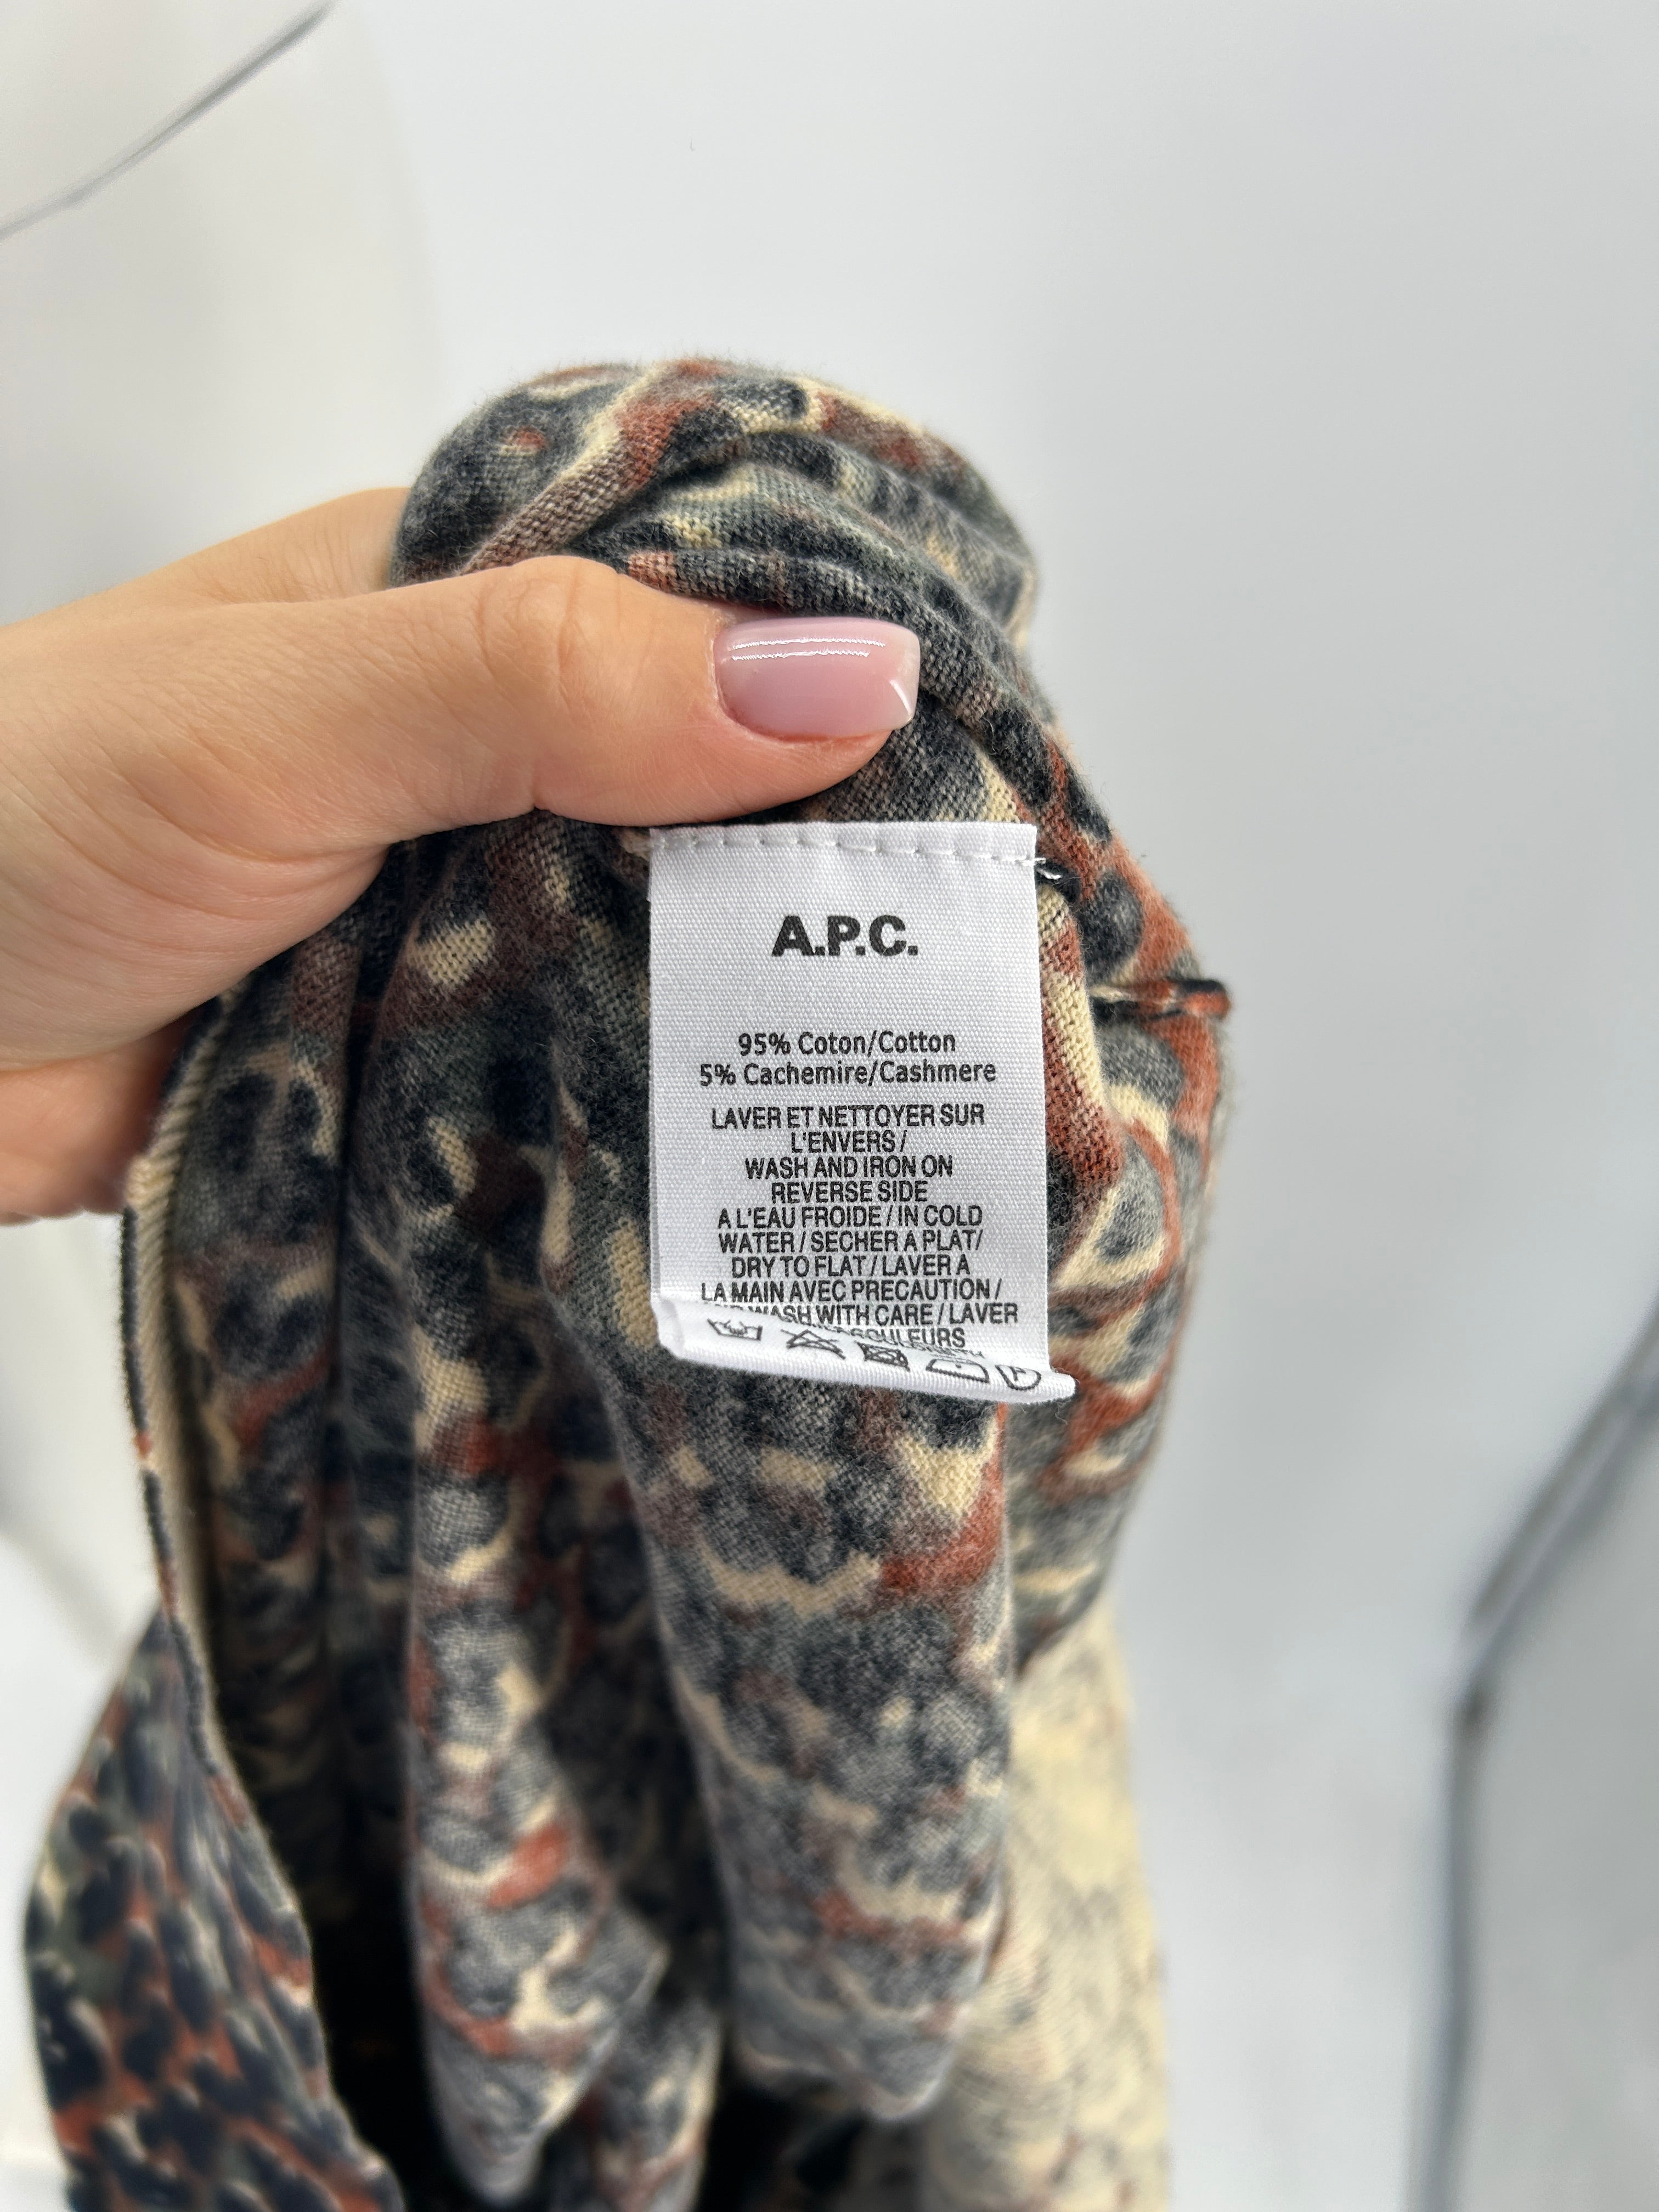 A.P.C.
95% Coton/Cotton
5% Cachemire/Cashmere
LAVER ET NETTOYER SUR
L'ENVERS /
WASH AND IRON ON
REVERSE SIDE
A L'EAU FROIDE / IN COLD
WATER / SECHER A PLAT/
DRY TO FLAT / LAVER A
LA MAIN AVEC PRECAUTION /
WASH WITH CARE / LAVER
COULEURS